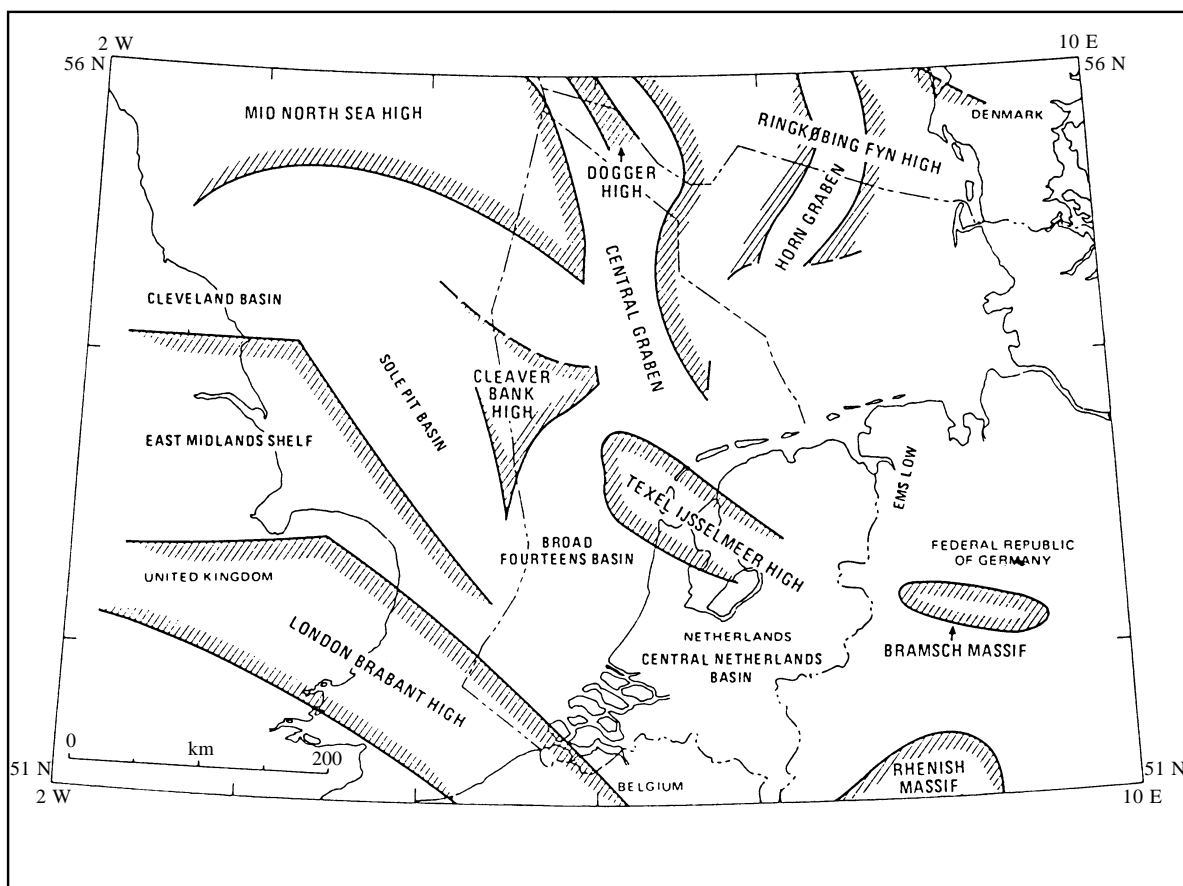 2 W
10 E
56 N
56 N
MID NORTH SEA HIGH
DENMARK
RINGKØBING FYN HIGH
DOGGER
HIGH
HORN GRABEN
CENTRAL GRABEN
CLEVELAND BASIN
SOLE PIT BASIN
CLEAVER
BANK
HIGH
EAST MIDLANDS SHELF
EMS LOW
TEXEL IJSSELMEER HIGH
BROAD
FOURTEENS BASIN
FEDERAL REPUBLIC
OF GERMANY
UNITED KINGDOM
LONDON BRABANT HIGH
NETHERLANDS
CENTRAL NETHERLANDS
BASIN
BRAMSCH MASSIF
0
km
200
51 N
2 W
BELGIUM
RHENISH
MASSIF
51 N
10 E